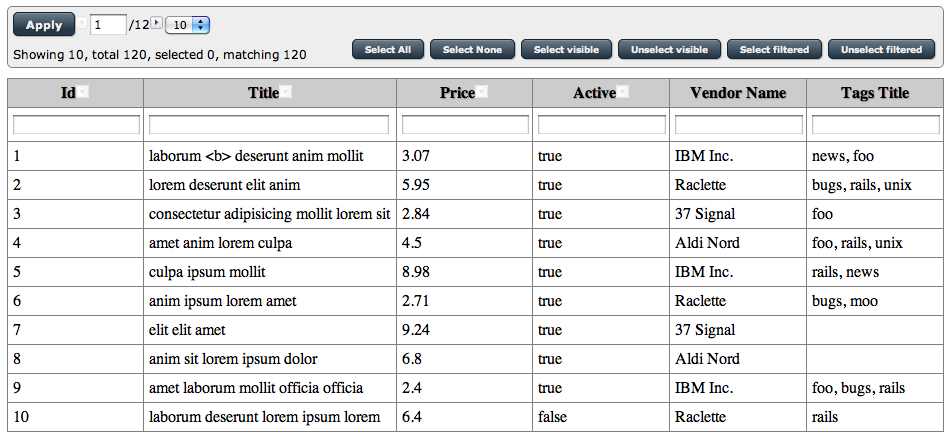 Apply 1 /12 10
Showing 10, total 120, selected 0, matching 120
Select All Select None Select visible Unselect visible Select filtered Unselect filtered
Id Title Price Active Vendor Name Tags Title
1 laborum <b> deserunt anim mollit 3.07 true IBM Inc. news, foo
2 lorem deserunt elit anim 5.95 true Raclette bugs, rails, unix
3 consectetur adipisicing mollit lorem sit 2.84 true 37 Signal foo
4 amet anim lorem culpa 4.5 true Aldi Nord foo, rails, unix
5 culpa ipsum mollit 8.98 true IBM Inc. rails, news
6 anim ipsum lorem amet 2.71 true Raclette bugs, moo
7 elit elit amet 9.24 true 37 Signal
8 anim sit lorem ipsum dolor 6.8 true Aldi Nord
9 amet laborum mollit officia officia 2.4 true IBM Inc. foo, bugs, rails
10 laborum deserunt lorem ipsum lorem 6.4 false Raclette rails